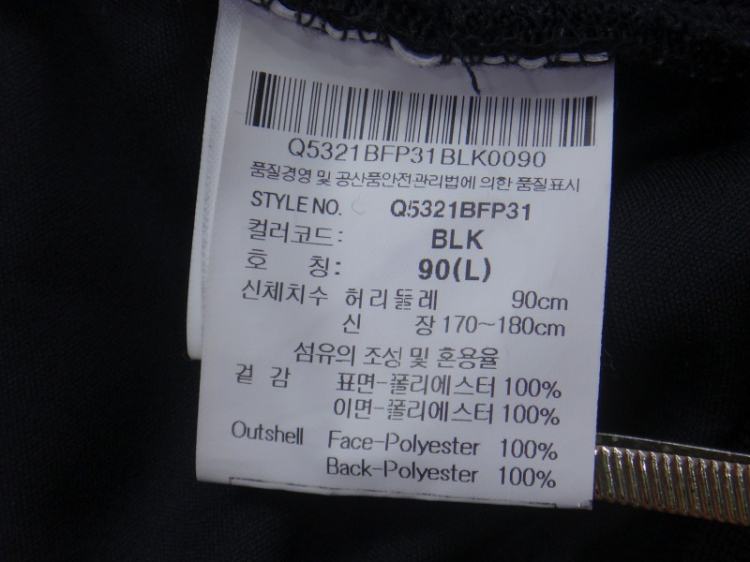 Q5321BFP31BLK0090
품질경영 및 공산품안전관리법에 의한 품질표시
STYLE NO. Q5321BFP31
컬러코드: BLK
호 칭: 90(L)
신체치수 허리둘레 90cm
신 장 170~180cm
섬유의 조성 및 혼용율
겉 감 표면-폴리에스터 100%
이면-폴리에스터 100%
Outshell Face-Polyester 100%
Back-Polyester 100%